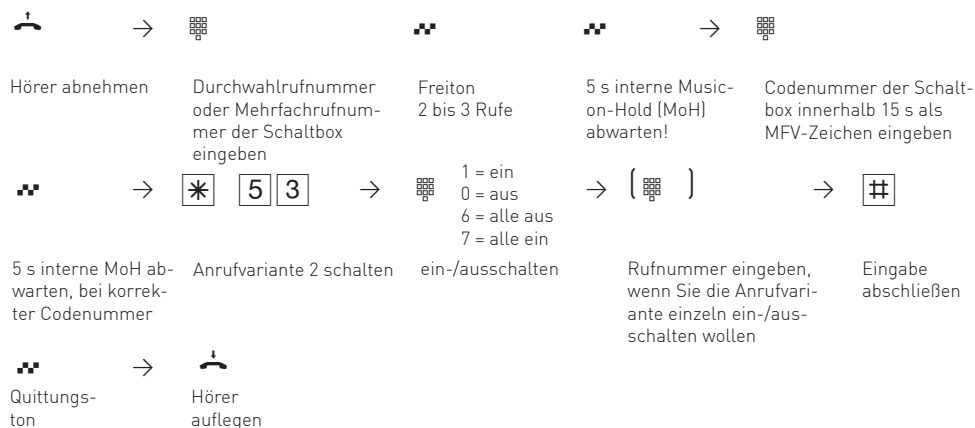 Hörer abnehmen
Durchwahlrufnummer
oder Mehrfachrufnum-
mer der Schaltbox
eingeben
Freiton
2 bis 3 Rufe
5 s interne Music-
on-Hold (MoH)
abwarten!
Codenummer der Schalt-
box innerhalb 15 s als
MFV-Zeichen eingeben
* 5 3
1 = ein
0 = aus
6 = alle aus
7 = alle ein
( )
#
5 s interne MoH ab-
warten, bei korrek-
ter Codenummer
Anrufvariante 2 schalten
ein-/ausschalten
Rufnummer eingeben,
wenn Sie die Anrufvari-
ante einzeln ein-/aus-
schalten wollen
Eingabe
abschließen
Quittungs-
ton
Hörer
auflegen